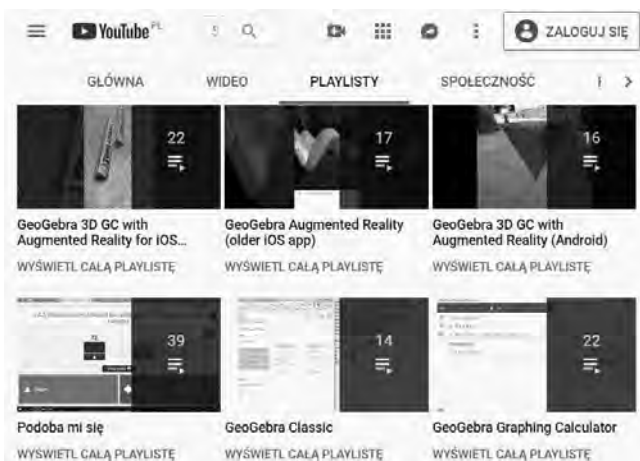 YouTube PL
ZALOGUJ SIĘ
GŁÓWNA WIDEO PLAYLISTY SPOŁECZNOŚĆ
22 17 16
GeoGebra 3D GC with
Augmented Reality for iOS...
WYŚWIETL CAŁĄ PLAYLISTĘ
GeoGebra Augmented Reality
(older iOS app)
WYŚWIETL CAŁĄ PLAYLISTĘ
GeoGebra 3D GC with
Augmented Reality (Android)
WYŚWIETL CAŁĄ PLAYLISTĘ
39 14 22
Podoba mi się
WYŚWIETL CAŁĄ PLAYLISTĘ
GeoGebra Classic
WYŚWIETL CAŁĄ PLAYLISTĘ
GeoGebra Graphing Calculator
WYŚWIETL CAŁĄ PLAYLISTĘ